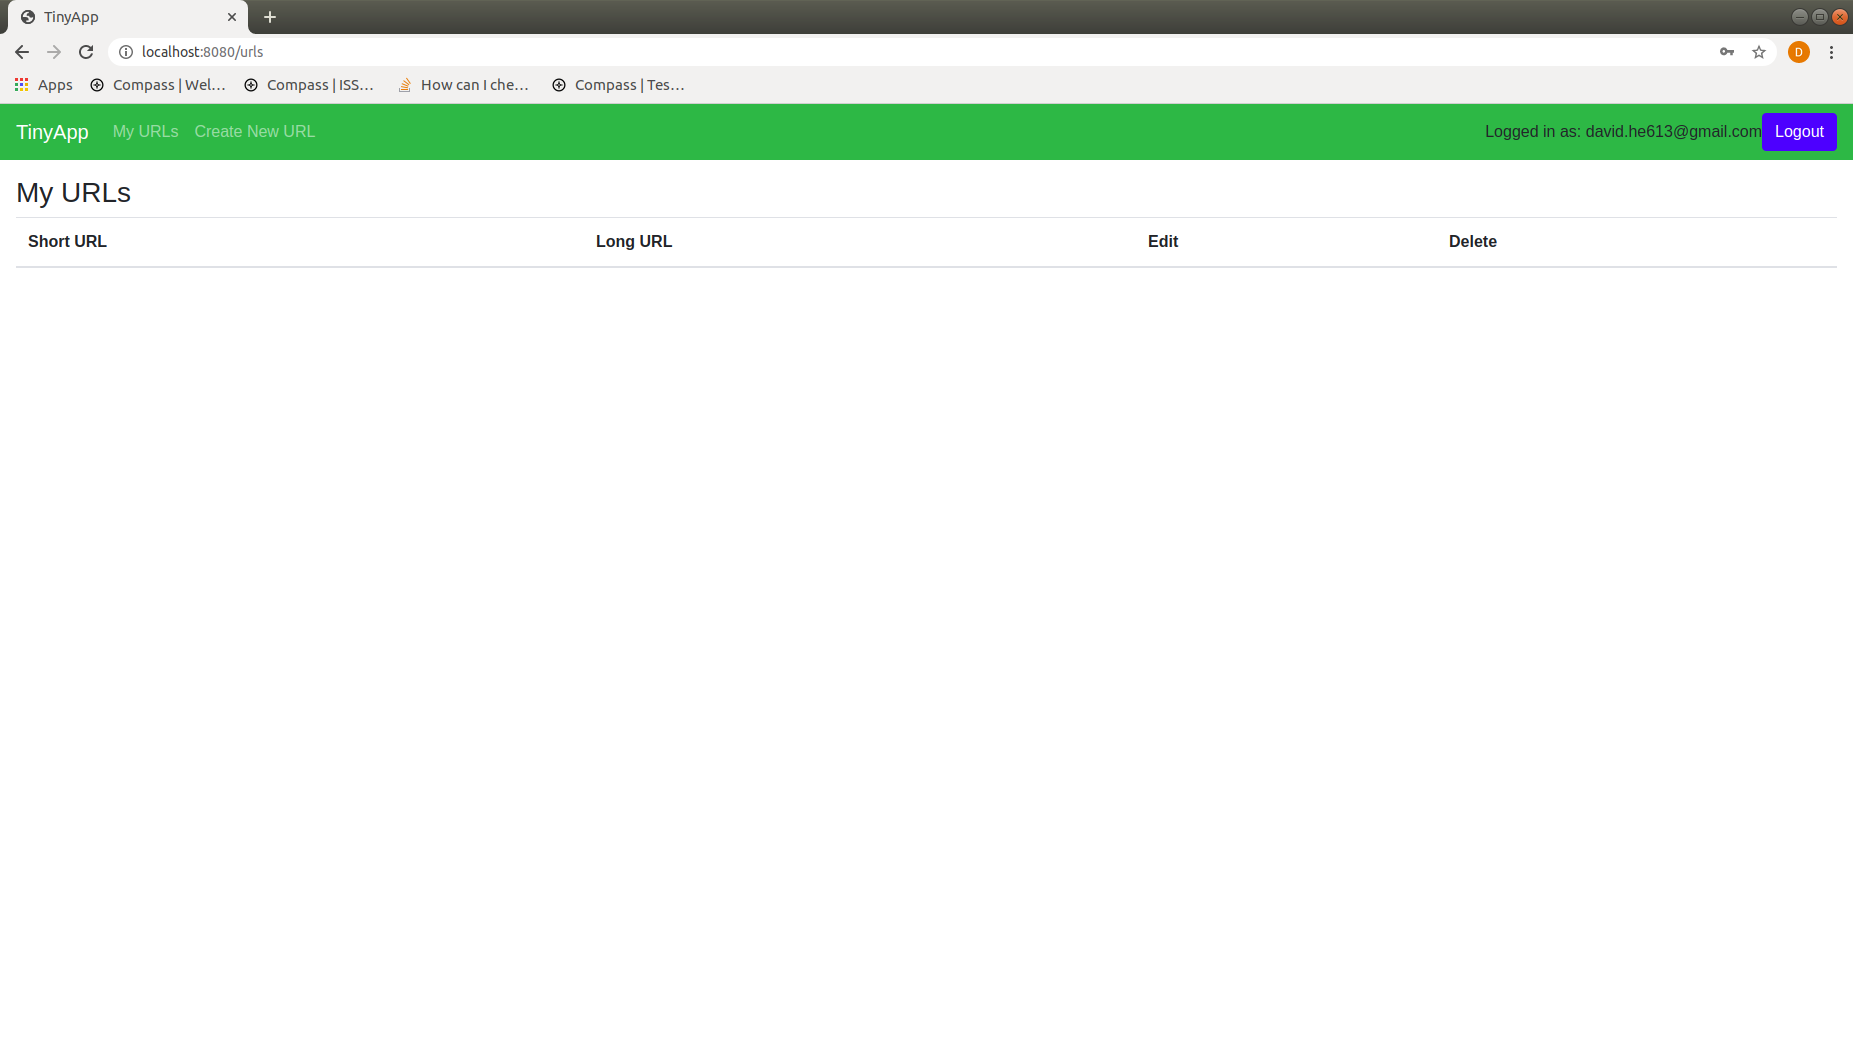 TinyApp
localhost:8080/urls
D
Apps Compass | Wel... Compass | ISS... How can I che... Compass | Tes...
TinyApp My URLs Create New URL Logged in as: david.he613@gmail.com Logout
My URLs
Short URL Long URL Edit Delete